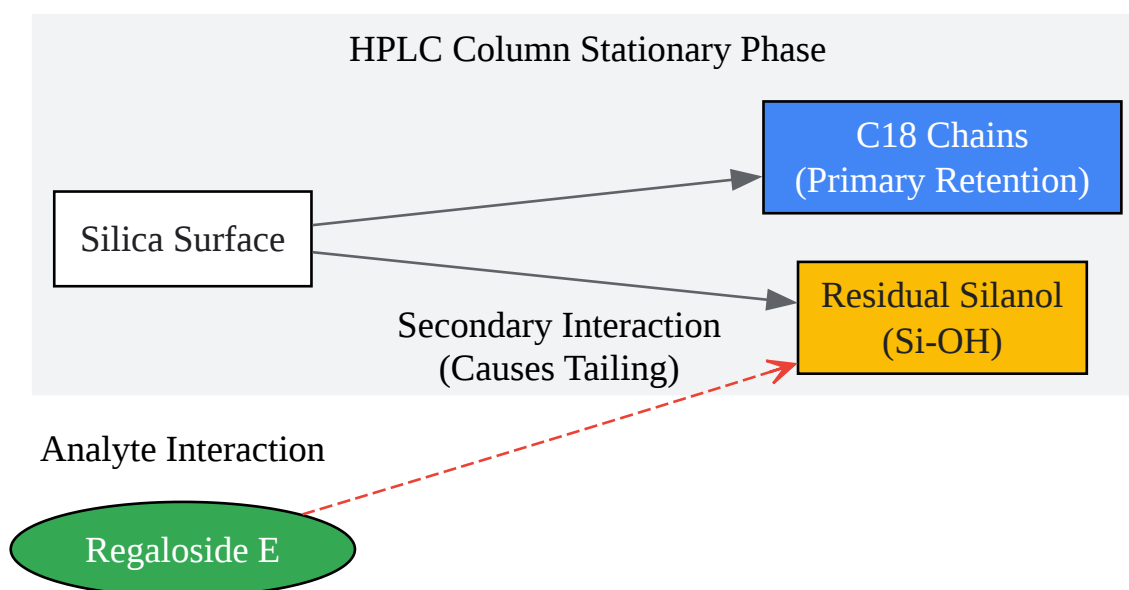 HPLC Column Stationary Phase
C18 Chains
(Primary Retention)
Silica Surface
Residual Silanol
(Si-OH)
Secondary Interaction
(Causes Tailing)
Analyte Interaction
Regaloside E